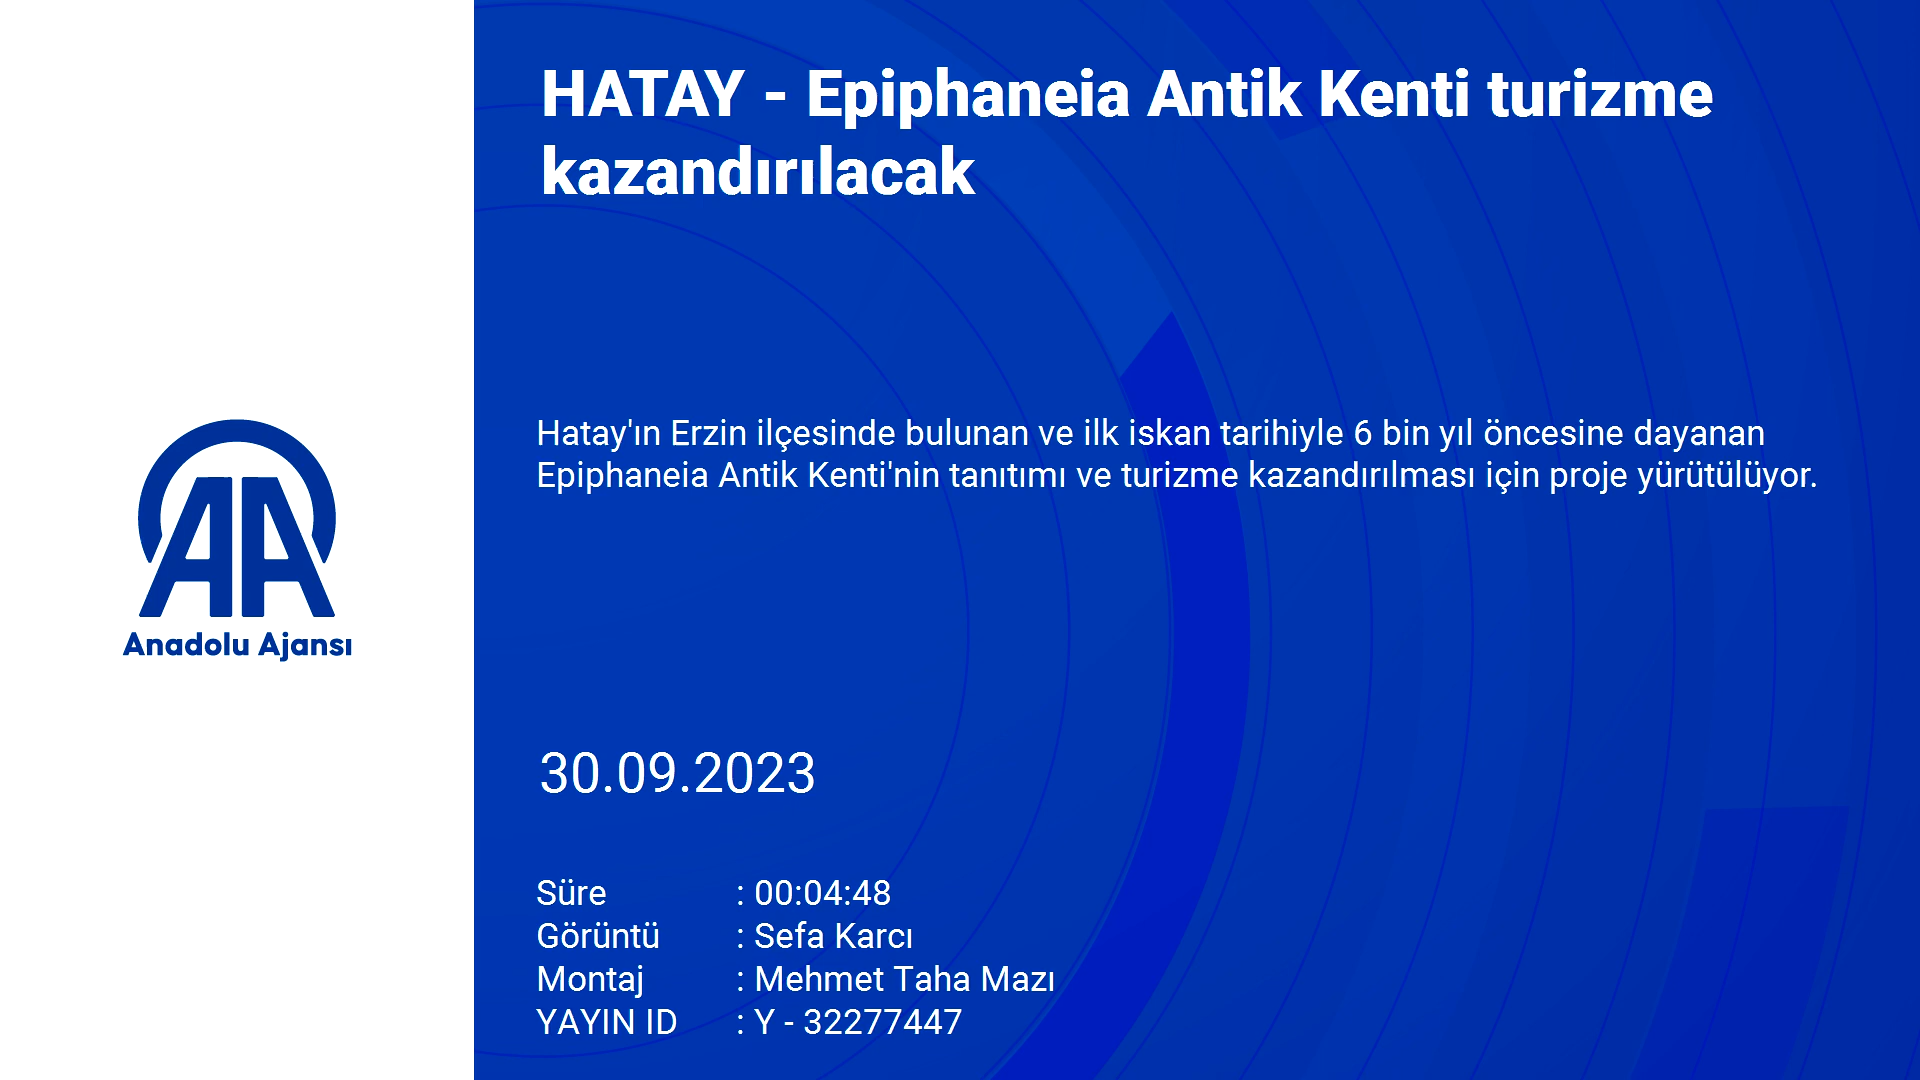 HATAY - Epiphaneia Antik Kenti turizme
kazandırılacak
Hatay'ın Erzin ilçesinde bulunan ve ilk iskan tarihiyle 6 bin yıl öncesine dayanan
Epiphaneia Antik Kenti'nin tanıtımı ve turizme kazandırılması için proje yürütülüyor.
AA
Anadolu Ajansı
30.09.2023
Süre : 00:04:48
Görüntü : Sefa Karcı
Montaj : Mehmet Taha Mazı
YAYIN ID : Y - 32277447